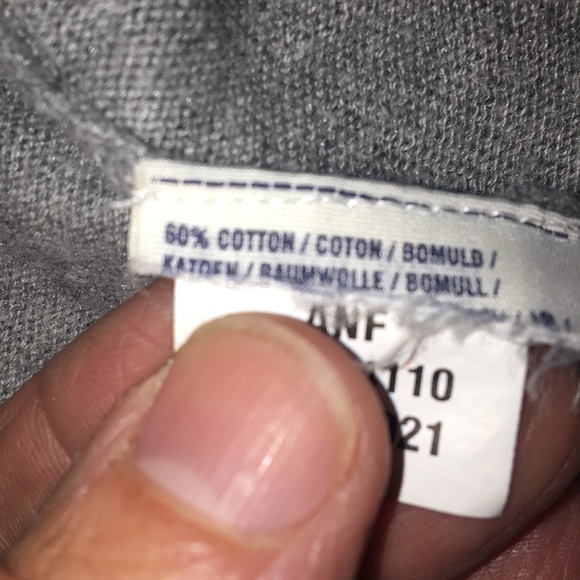 60% COTTON / COTON / BOMULD /
KATOEN / BAUMWOLLE / BOMULL /
ANF
110
21